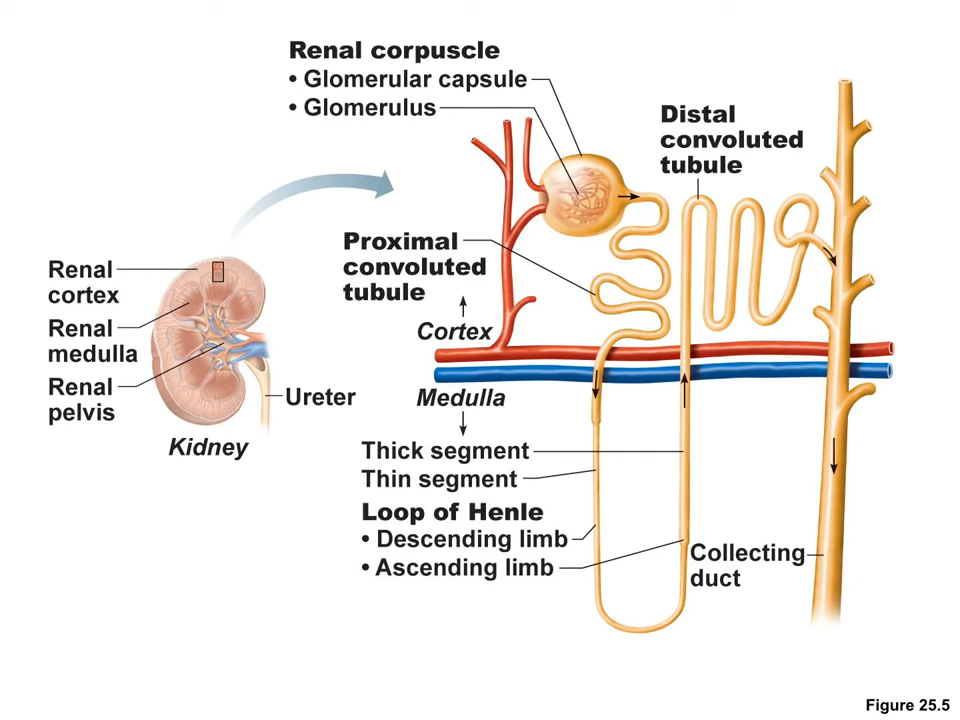 Renal corpuscle
• Glomerular capsule
• Glomerulus
Distal
convoluted
tubule
Proximal
convoluted
tubule
Cortex
Renal
cortex
Renal
medulla
Renal
pelvis
Ureter
Kidney
Medulla
Thick segment
Thin segment
Loop of Henle
• Descending limb
• Ascending limb
Collecting
duct
Figure 25.5